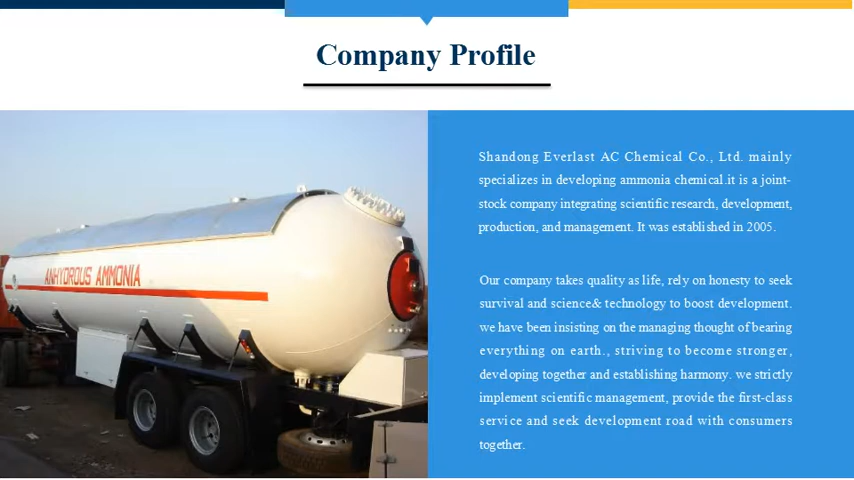 Company Profile
ANHYDROUS AMMONIA
Shandong Everlast AC Chemical Co., Ltd. mainly
specializes in developing ammonia chemical.it is a joint-
stock company integrating scientific research, development,
production, and management. It was established in 2005.
Our company takes quality as life, rely on honesty to seek
survival and science& technology to boost development.
we have been insisting on the managing thought of bearing
everything on earth., striving to become stronger,
developing together and establishing harmony. we strictly
implement scientific management, provide the first-class
service and seek development road with consumers
together.